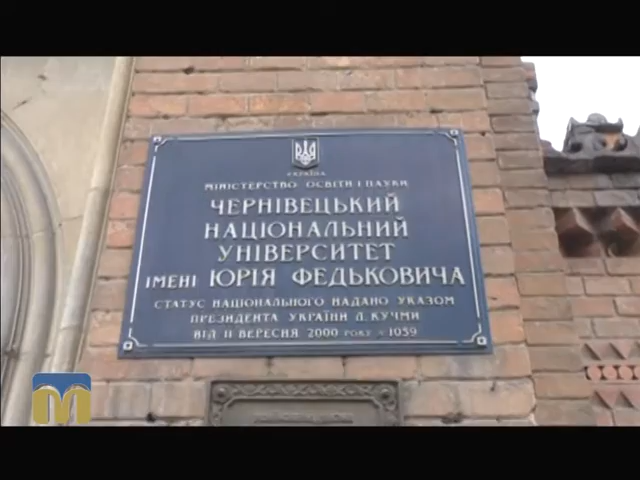 УКРАЇНА
МІНІСТЕРСТВО ОСВІТИ І НАУКИ
ЧЕРНІВЕЦЬКИЙ
НАЦІОНАЛЬНИЙ
УНІВЕРСИТЕТ
ІМЕНІ ЮРІЯ ФЕДЬКОВИЧА
СТАТУС НАЦІОНАЛЬНОГО НАДАНО УКАЗОМ
ПРЕЗИДЕНТА УКРАЇНИ Л.КУЧМИ
ВІД 11 ВЕРЕСНЯ 2000 РОКУ № 1059
М